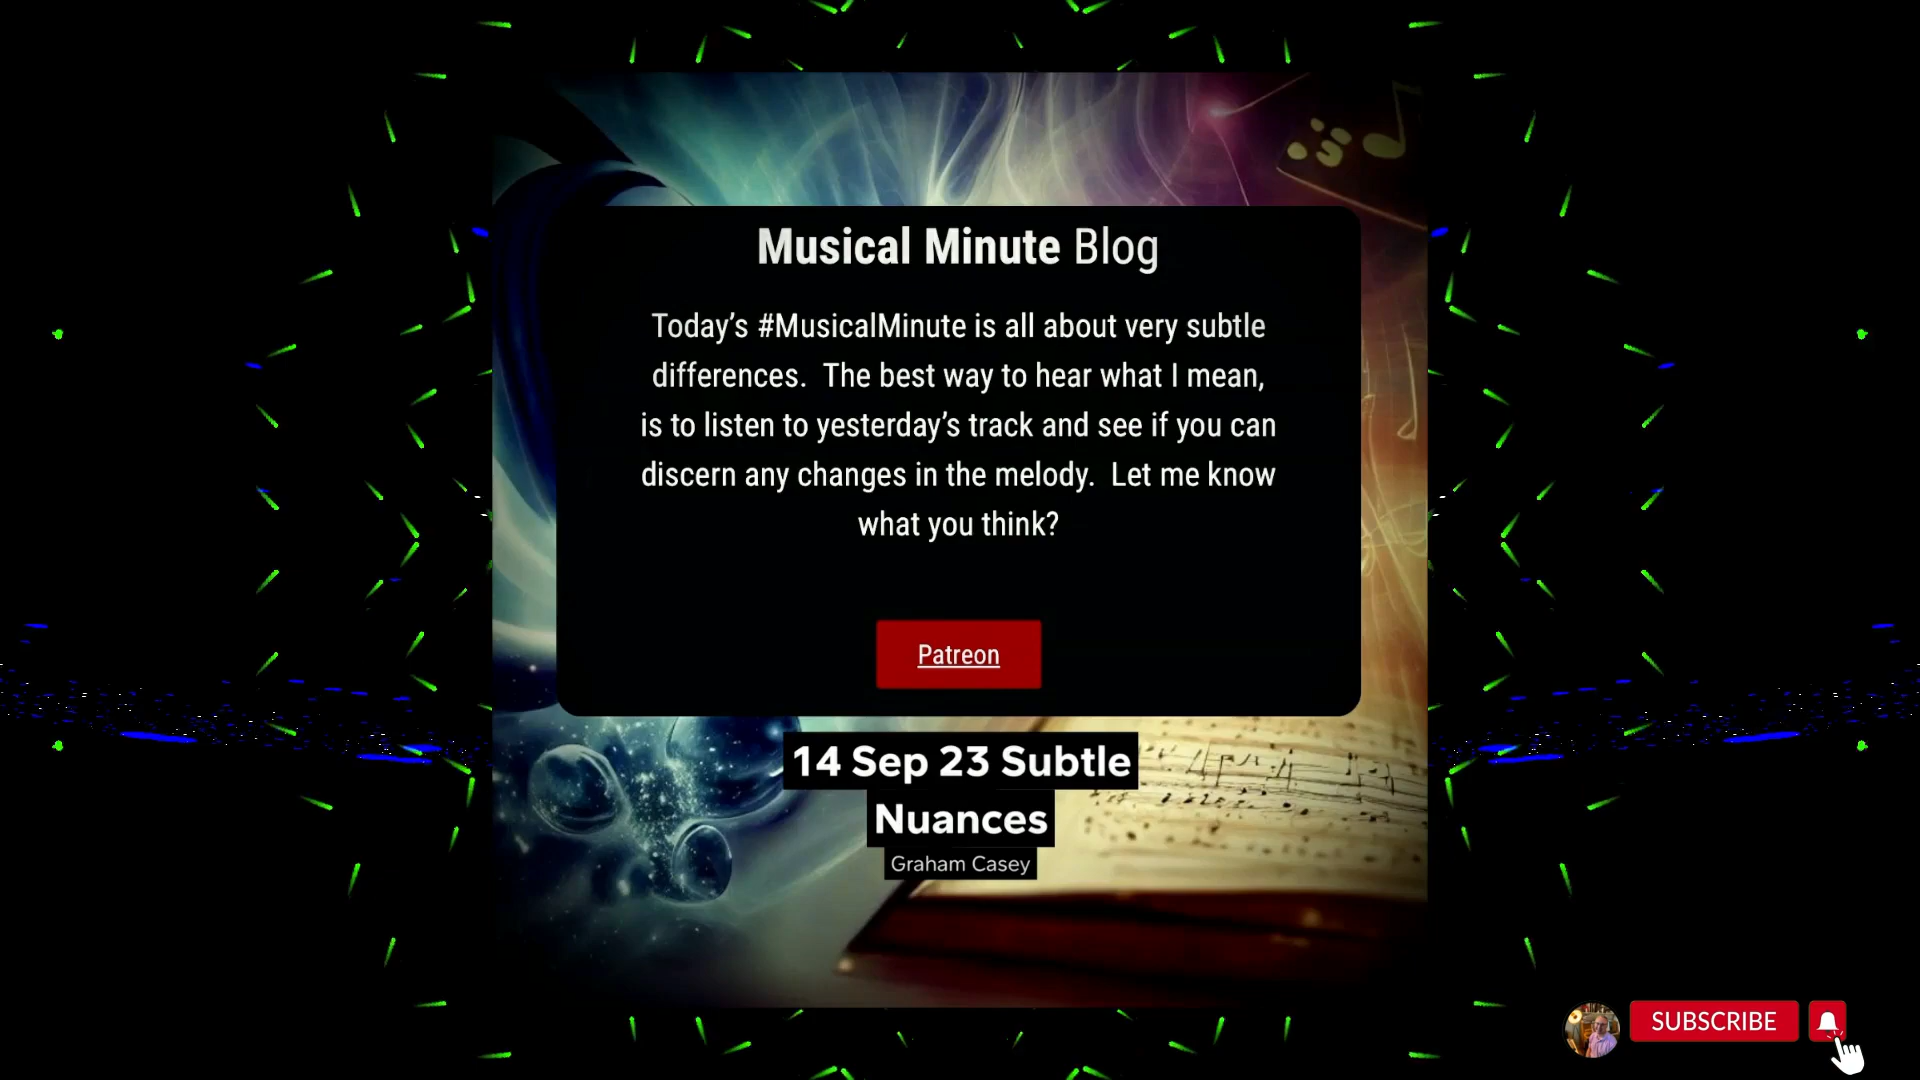 Musical Minute Blog
Today’s #MusicalMinute is all about very subtle
differences.  The best way to hear what I mean,
is to listen to yesterday’s track and see if you can
discern any changes in the melody.  Let me know
what you think?
Patreon
14 Sep 23 Subtle
Nuances
Graham Casey
SUBSCRIBE